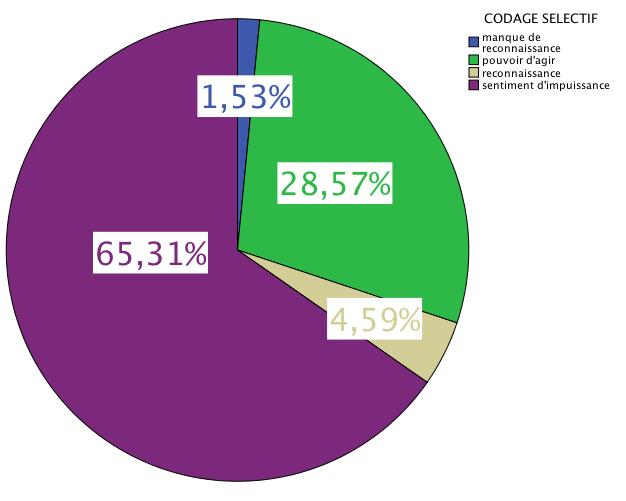 CODAGE SELECTIF
manque de
reconnaissance
pouvoir d'agir
reconnaissance
sentiment d'impuissance
1,53%
28,57%
65,31%
4,59%